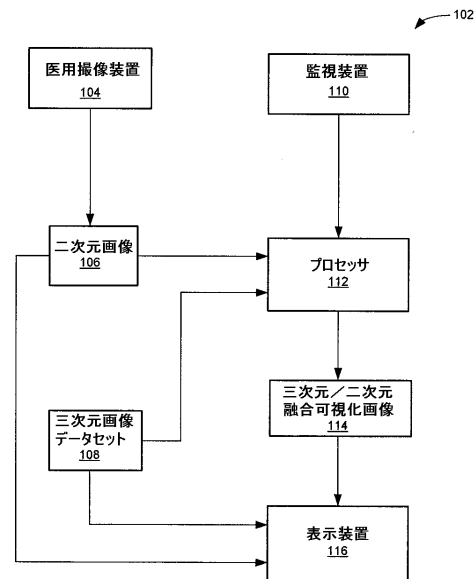 102
医用撮像装置
104
監視装置
110
二次元画像
106
プロセッサ
112
三次元画像
データセット
108
三次元／二次元
融合可視化画像
114
表示装置
116